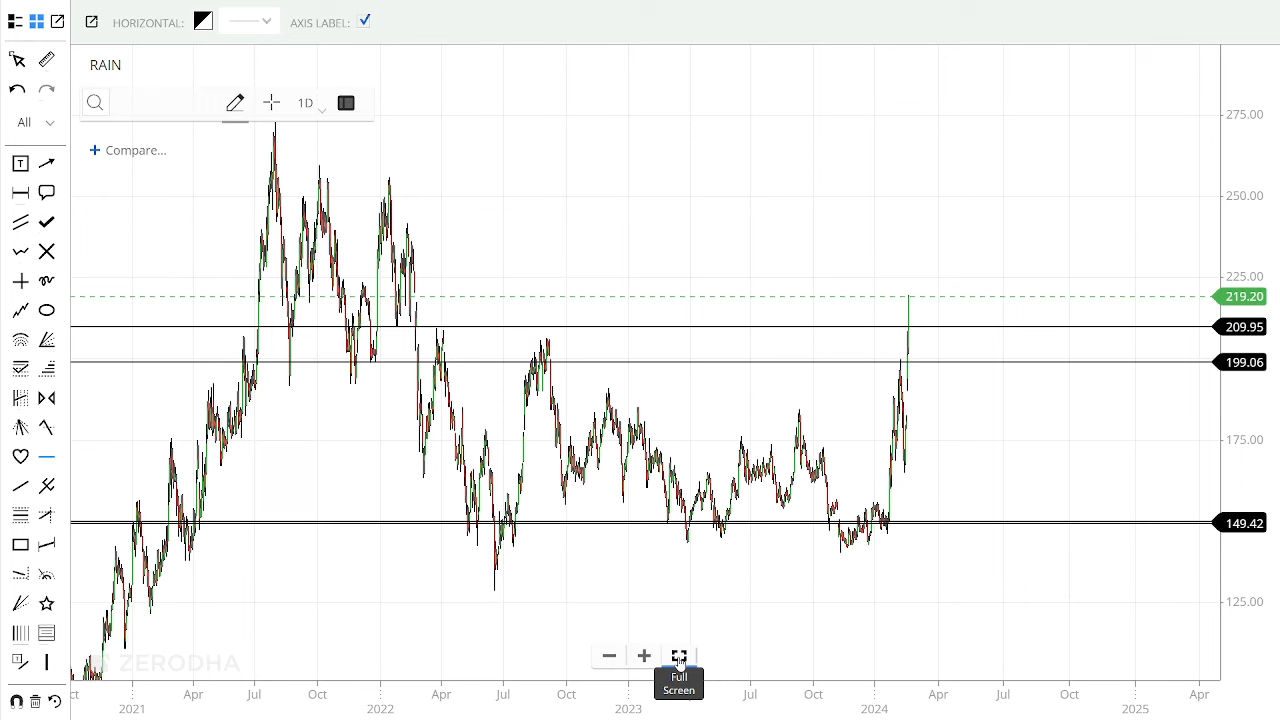 HORIZONTAL:
AXIS LABEL:
RAIN
1D
All
+ Compare...
T
275.00
250.00
225.00
219.20
209.95
199.06
175.00
149.42
125.00
ZERODHA
Full
Screen
ct Apr Jul Oct Apr Jul Oct Apr Jul Oct Apr Jul Oct Apr
2021 2022 2023 2024 2025